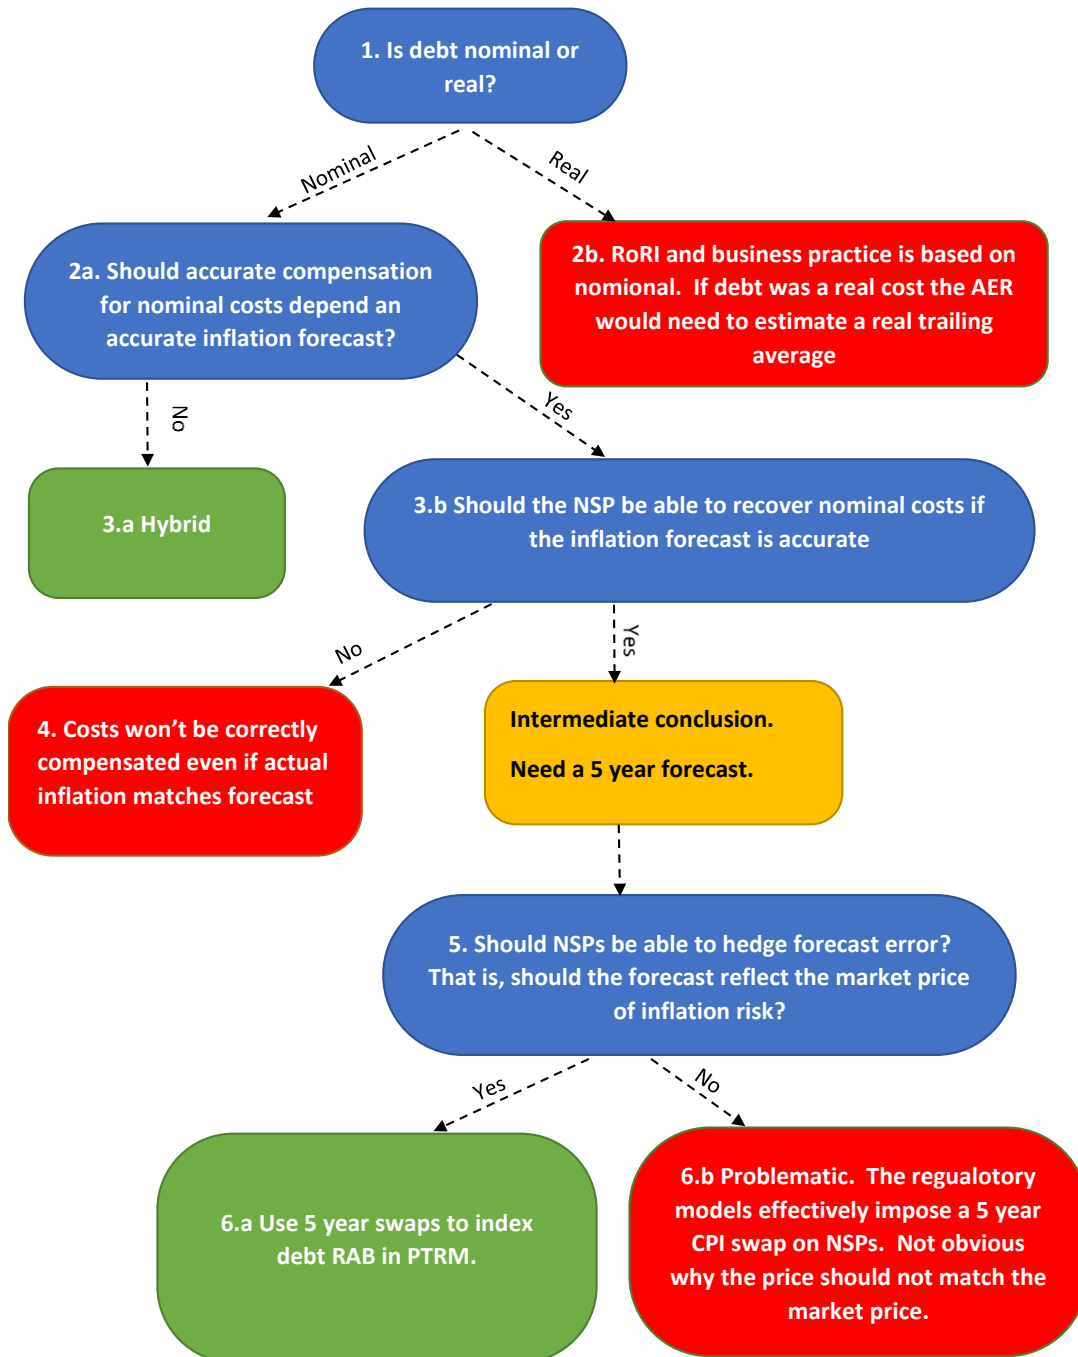 1. Is debt nominal or
real?
Nominal
Real
2a. Should accurate compensation
for nominal costs depend an
accurate inflation forecast?
2b. RoRI and business practice is based on
nomional.  If debt was a real cost the AER
would need to estimate a real trailing
average
No
Yes
3.a Hybrid
3.b Should the NSP be able to recover nominal costs if
the inflation forecast is accurate
No
Yes
4. Costs won’t be correctly
compensated even if actual
inflation matches forecast
Intermediate conclusion.
Need a 5 year forecast.
5. Should NSPs be able to hedge forecast error?
That is, should the forecast reflect the market price
of inflation risk?
Yes
No
6.a Use 5 year swaps to index
debt RAB in PTRM.
6.b Problematic.  The regualotory
models effectively impose a 5 year
CPI swap on NSPs.  Not obvious
why the price should not match the
market price.